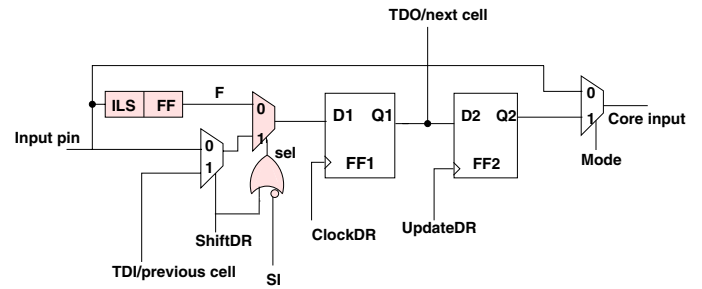 TDO/next cell
F
ILS FF
0
1
sel
D1 Q1
FF1
D2 Q2
FF2
0
1
Core input
Mode
Input pin
0
1
ShiftDR
ClockDR
UpdateDR
TDI/previous cell
SI